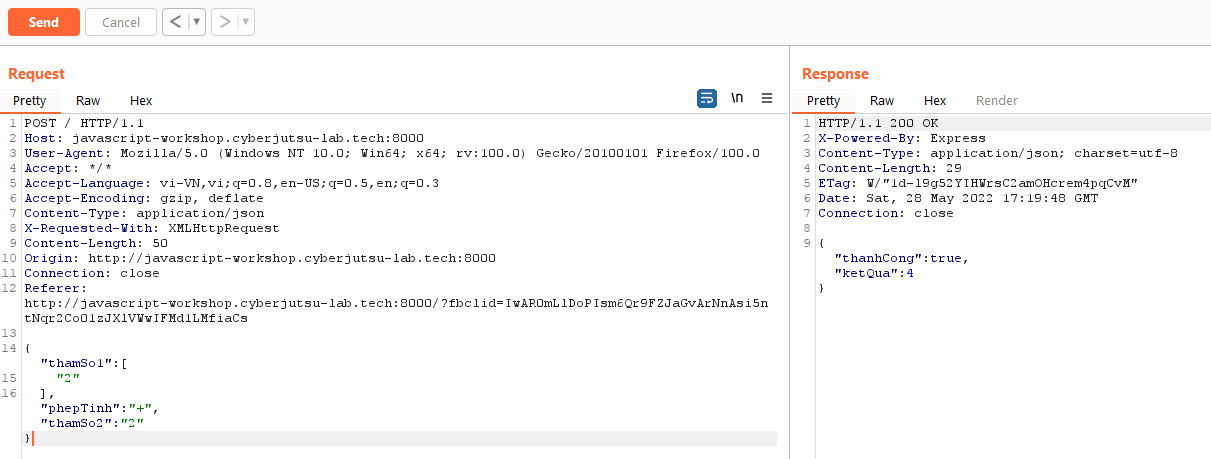 Send Cancel < >
Request
Pretty Raw Hex \n
1 POST / HTTP/1.1
2 Host: javascript-workshop.cyberjutsu-lab.tech:8000
3 User-Agent: Mozilla/5.0 (Windows NT 10.0; Win64; x64; rv:100.0) Gecko/20100101 Firefox/100.0
4 Accept: */*
5 Accept-Language: vi-VN,vi;q=0.8,en-US;q=0.5,en;q=0.3
6 Accept-Encoding: gzip, deflate
7 Content-Type: application/json
8 X-Requested-With: XMLHttpRequest
9 Content-Length: 50
10 Origin: http://javascript-workshop.cyberjutsu-lab.tech:8000
11 Connection: close
12 Referer:
http://javascript-workshop.cyberjutsu-lab.tech:8000/?fbclid=IwAR0mL1DoPIsm6Qr9FZJaGvArNnAsi5n
tNqr2CoO1zJX1VWwIFMd1LMfiaCs
13
14 {
"thamSo1":[
15 "2"
16 ],
"phepTinh":"+",
"thamSo2":"2"
}
Response
Pretty Raw Hex Render
1 HTTP/1.1 200 OK
2 X-Powered-By: Express
3 Content-Type: application/json; charset=utf-8
4 Content-Length: 29
5 ETag: W/"1d-19g52YIHWrsC2amOHcrem4pqCvM"
6 Date: Sat, 28 May 2022 17:19:48 GMT
7 Connection: close
8
9 {
"thanhCong":true,
"ketQua":4
}